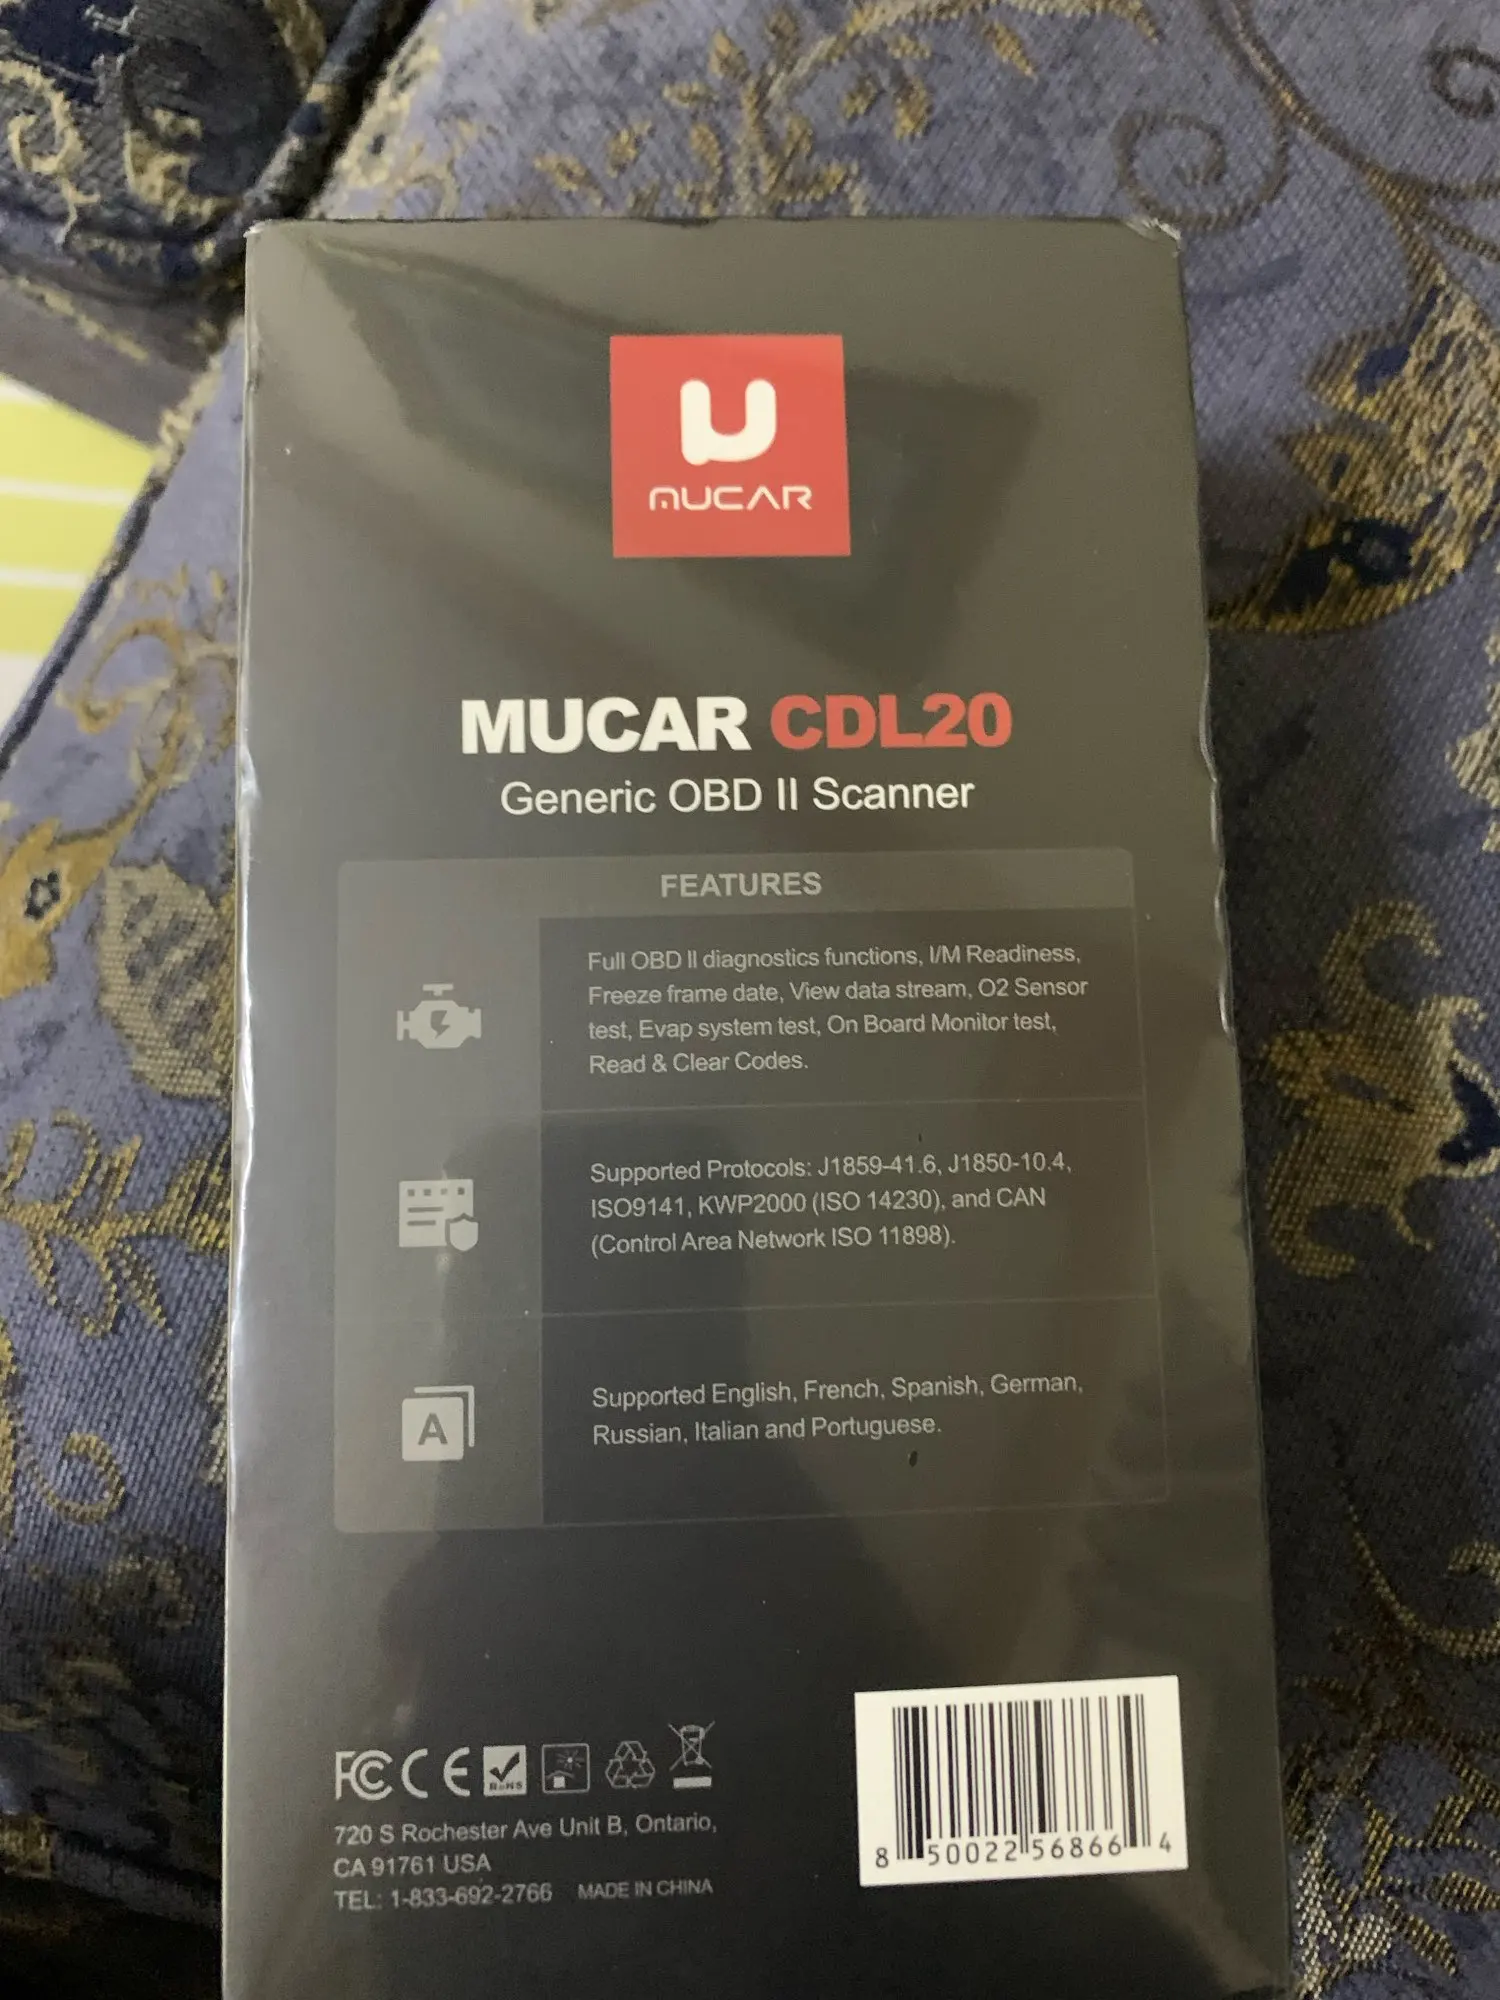 MUCAR
MUCAR CDL20
Generic OBD II Scanner
FEATURES
Full OBD II diagnostics functions, I/M Readiness,
Freeze frame date, View data stream, O2 Sensor
test, Evap system test, On Board Monitor test,
Read & Clear Codes.
Supported Protocols: J1859-41.6, J1850-10.4,
ISO9141, KWP2000 (ISO 14230), and CAN
(Control Area Network ISO 11898).
A
Supported English, French, Spanish, German,
Russian, Italian and Portuguese.
FCC CE RoHS
720 S Rochester Ave Unit B, Ontario,
CA 91761 USA
TEL: 1-833-692-2766 MADE IN CHINA
8 50022 56866 4